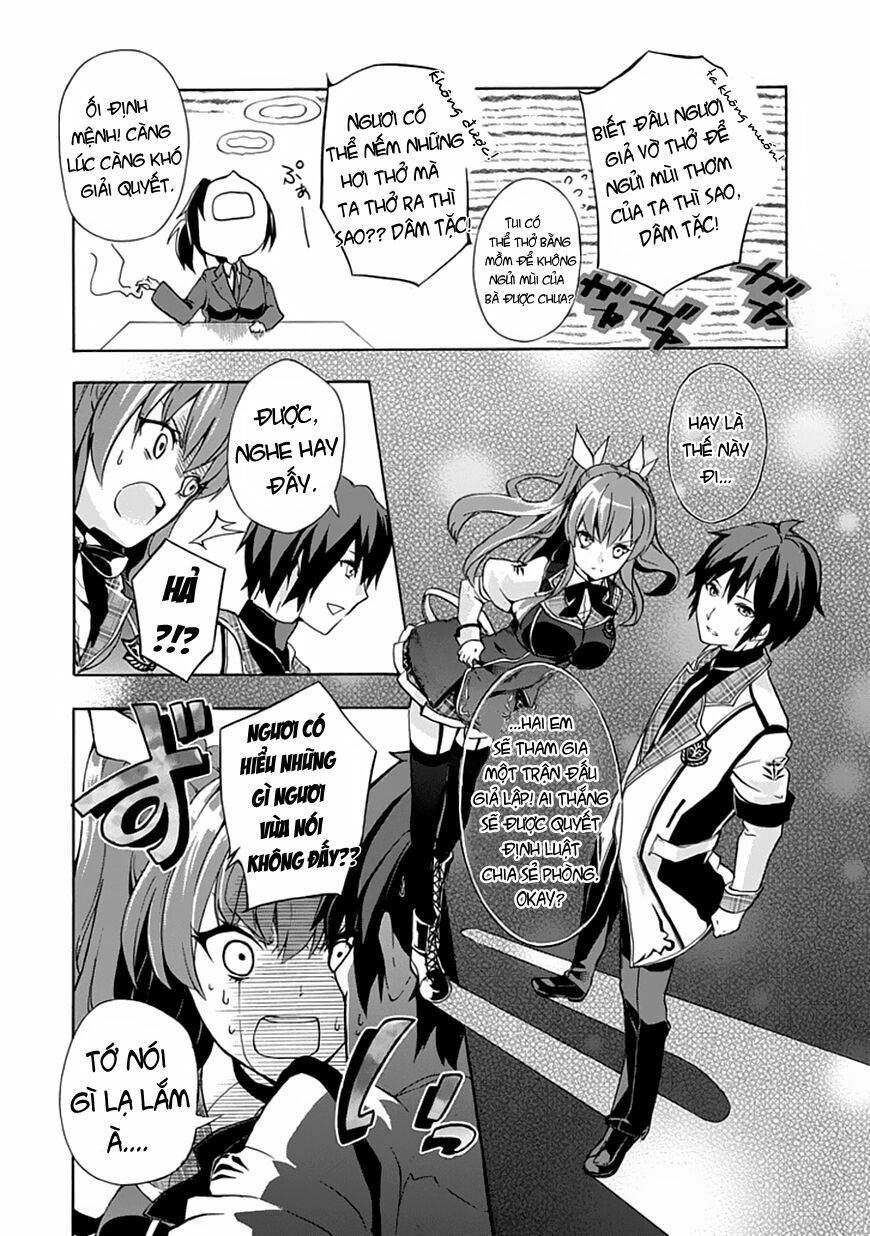 ta không muốn!
BIẾT ĐÂU NGƯƠI
GIẢ VỜ THỞ ĐỂ
NGỬI MÙI THƠM
CỦA TA THÌ SAO,
DÂM TẶC!
TUI CÓ
THỂ THỞ BẰNG
MỒM ĐỂ KHÔNG
NGỬI MÙI CỦA
BÀ ĐƯỢC CHƯA?
Không được!
NGƯƠI CÓ
THỂ NẾM NHỮNG
HƠI THỞ MÀ
TA THỞ RA THÌ
SAO?? DÂM TẶC!
ỐI ĐỊNH
MỆNH! CÀNG
LÚC CÀNG KHÓ
GIẢI QUYẾT.
HAY LÀ
THẾ NÀY
ĐI...
...HAI EM
SẼ THAM GIA
MỘT TRẬN ĐẤU
GIẢ LẬP! AI THẮNG
SẼ ĐƯỢC QUYẾT
ĐỊNH LUẬT
CHIA SẺ PHÒNG.
OKAY?
ĐƯỢC,
NGHE HAY
ĐẤY.
HẢ
?!?
NGƯƠI CÓ
HIỂU NHỮNG
GÌ NGƯƠI
VỪA NÓI
KHÔNG ĐẤY??
ずいっ
TỚ NÓI
GÌ LẠ LẮM
À....